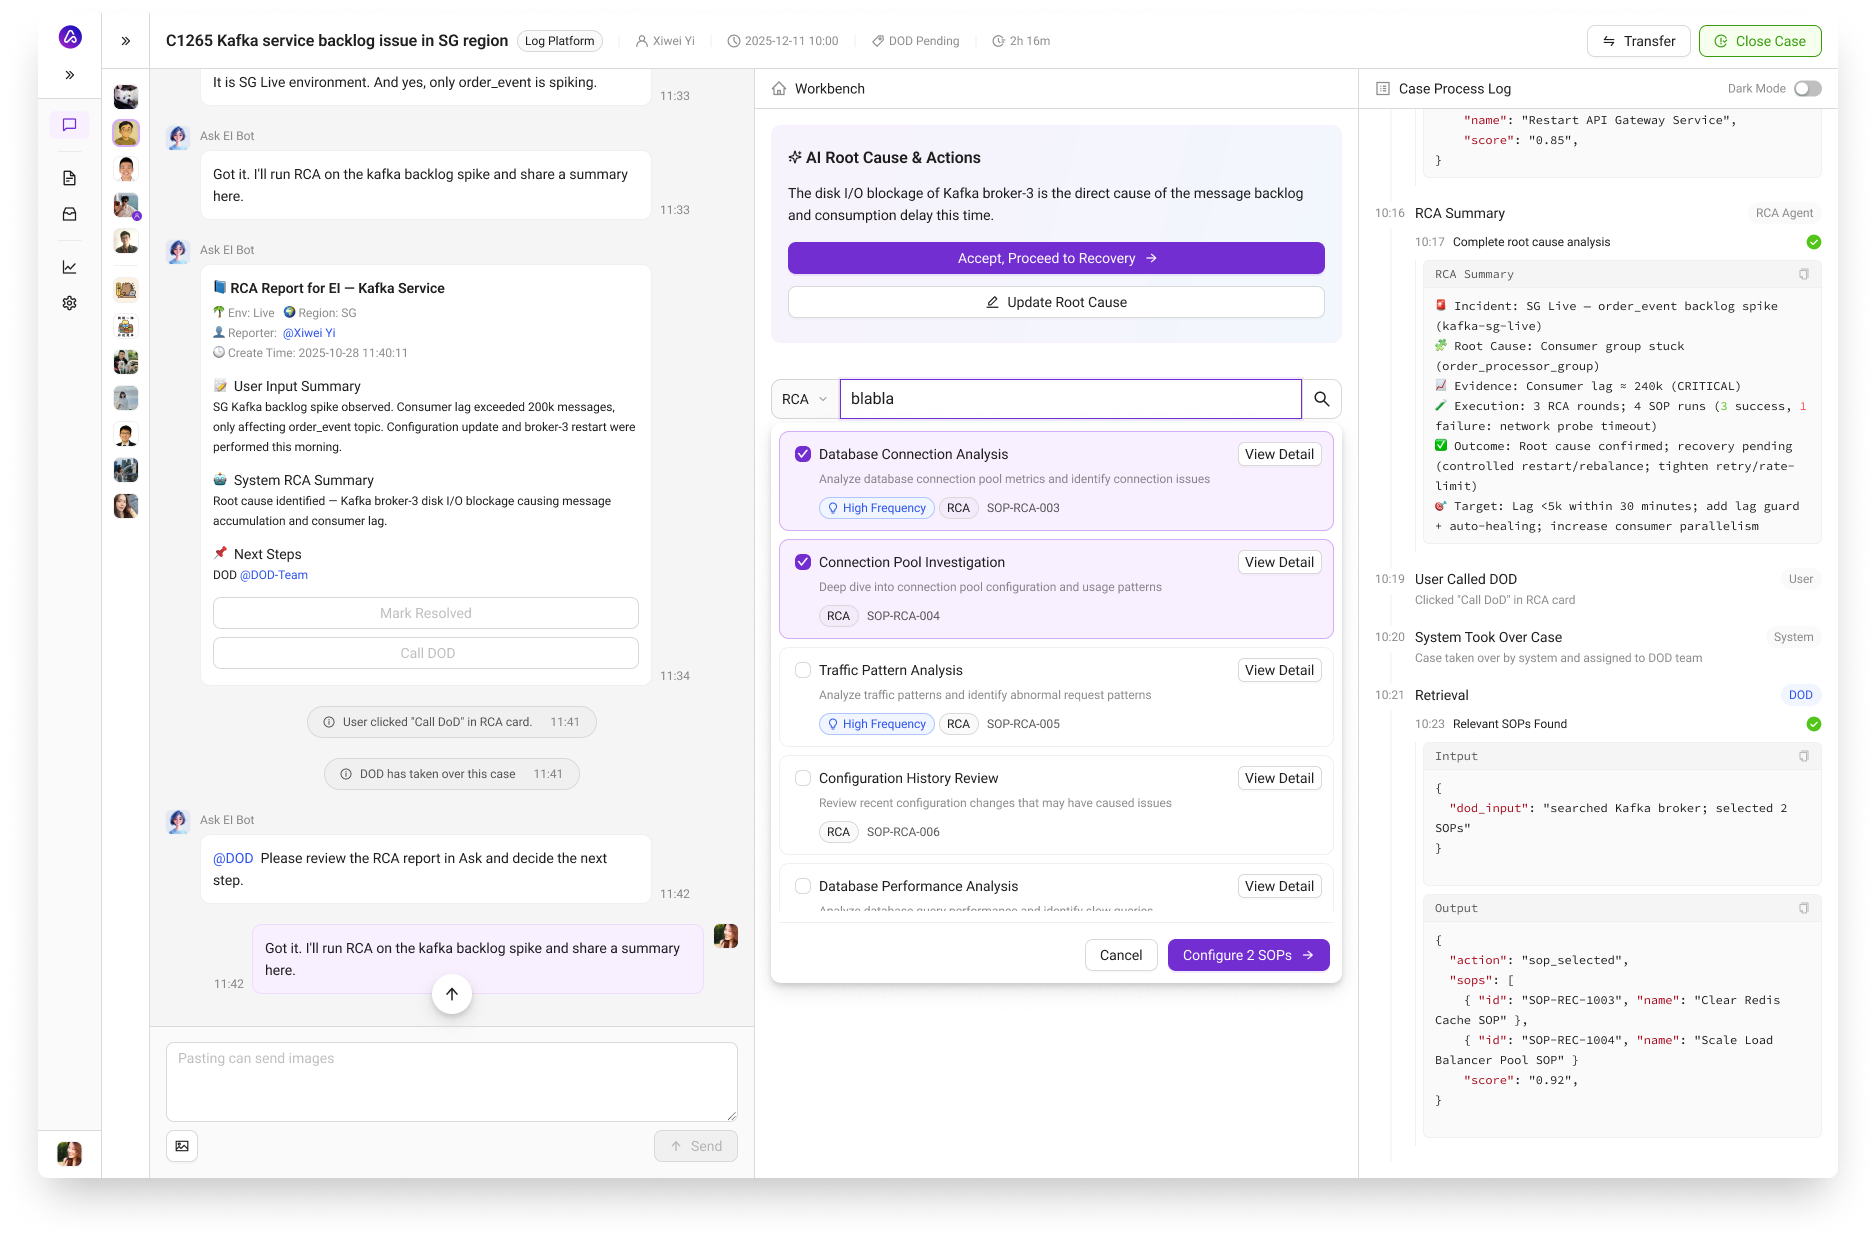 C1265 Kafka service backlog issue in SG region
Log Platform
Xiwei Yi
2025-12-11 10:00
DOD Pending
2h 16m
Transfer
Close Case
It is SG Live environment. And yes, only order_event is spiking.
11:33
Ask EI Bot
Got it. I'll run RCA on the kafka backlog spike and share a summary
here.
11:33
Ask EI Bot
RCA Report for EI — Kafka Service
Env: Live Region: SG
Reporter: @Xiwei Yi
Create Time: 2025-10-28 11:40:11
User Input Summary
SG Kafka backlog spike observed. Consumer lag exceeded 200k messages,
only affecting order_event topic. Configuration update and broker-3 restart were
performed this morning.
System RCA Summary
Root cause identified — Kafka broker-3 disk I/O blockage causing message
accumulation and consumer lag.
Next Steps
DOD @DOD-Team
Mark Resolved
Call DOD
11:34
User clicked "Call DoD" in RCA card. 11:41
DOD has taken over this case 11:41
Ask EI Bot
@DOD Please review the RCA report in Ask and decide the next
step.
11:42
Got it. I'll run RCA on the kafka backlog spike and share a summary
here.
11:42
Pasting can send images
Send
Workbench
AI Root Cause & Actions
The disk I/O blockage of Kafka broker-3 is the direct cause of the message backlog
and consumption delay this time.
Accept, Proceed to Recovery
Update Root Cause
RCA
blabla
Database Connection Analysis
View Detail
Analyze database connection pool metrics and identify connection issues
High Frequency RCA SOP-RCA-003
Connection Pool Investigation
View Detail
Deep dive into connection pool configuration and usage patterns
RCA SOP-RCA-004
Traffic Pattern Analysis
View Detail
Analyze traffic patterns and identify abnormal request patterns
High Frequency RCA SOP-RCA-005
Configuration History Review
View Detail
Review recent configuration changes that may have caused issues
RCA SOP-RCA-006
Database Performance Analysis
View Detail
Analyze database query performance and identify slow queries
Cancel
Configure 2 SOPs
Case Process Log
Dark Mode
"name": "Restart API Gateway Service",
"score": "0.85",
}
10:16 RCA Summary
RCA Agent
10:17 Complete root cause analysis
RCA Summary
Incident: SG Live — order_event backlog spike
(kafka-sg-live)
Root Cause: Consumer group stuck
(order_processor_group)
Evidence: Consumer lag ≈ 240k (CRITICAL)
Execution: 3 RCA rounds; 4 SOP runs (3 success, 1
failure: network probe timeout)
Outcome: Root cause confirmed; recovery pending
(controlled restart/rebalance; tighten retry/rate-
limit)
Target: Lag <5k within 30 minutes; add lag guard
+ auto-healing; increase consumer parallelism
10:19 User Called DOD
User
Clicked "Call DoD" in RCA card
10:20 System Took Over Case
System
Case taken over by system and assigned to DOD team
10:21 Retrieval
DOD
10:23 Relevant SOPs Found
Intput
{
"dod_input": "searched Kafka broker; selected 2
SOPs"
}
Output
{
"action": "sop_selected",
"sops": [
{ "id": "SOP-REC-1003", "name": "Clear Redis
Cache SOP" },
{ "id": "SOP-REC-1004", "name": "Scale Load
Balancer Pool SOP" }
"score": "0.92",
}